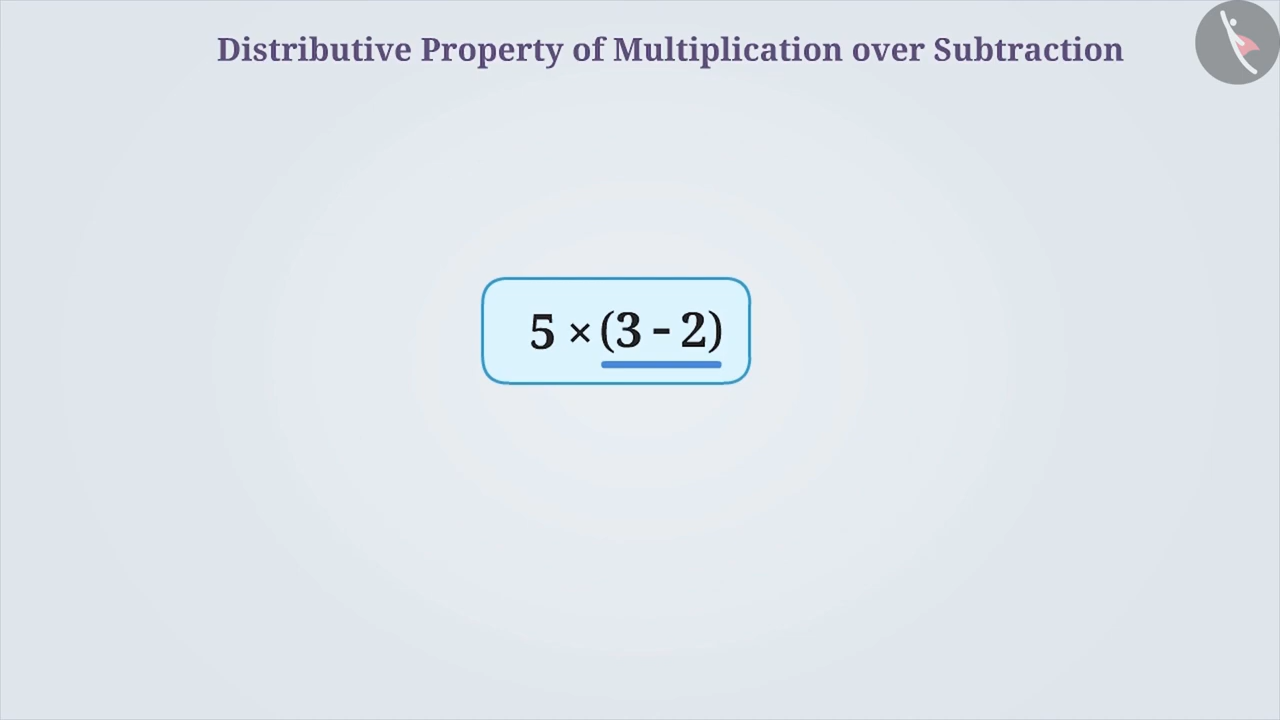 Distributive Property of Multiplication over Subtraction
5 × (3 - 2)